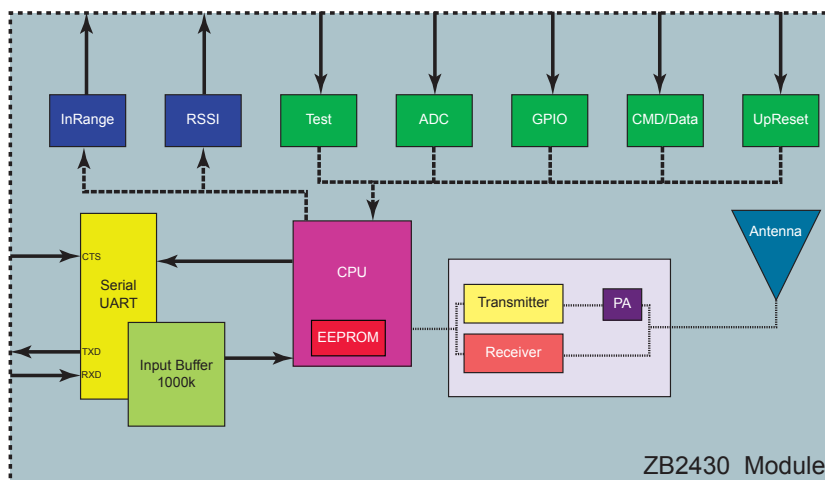 InRange
RSSI
Test
ADC
GPIO
CMD/Data
UpReset
Antenna
CTS
Serial
UART
CPU
Transmitter
PA
EEPROM
TXD
Input Buffer
1000k
Receiver
RXD
ZB2430 Module